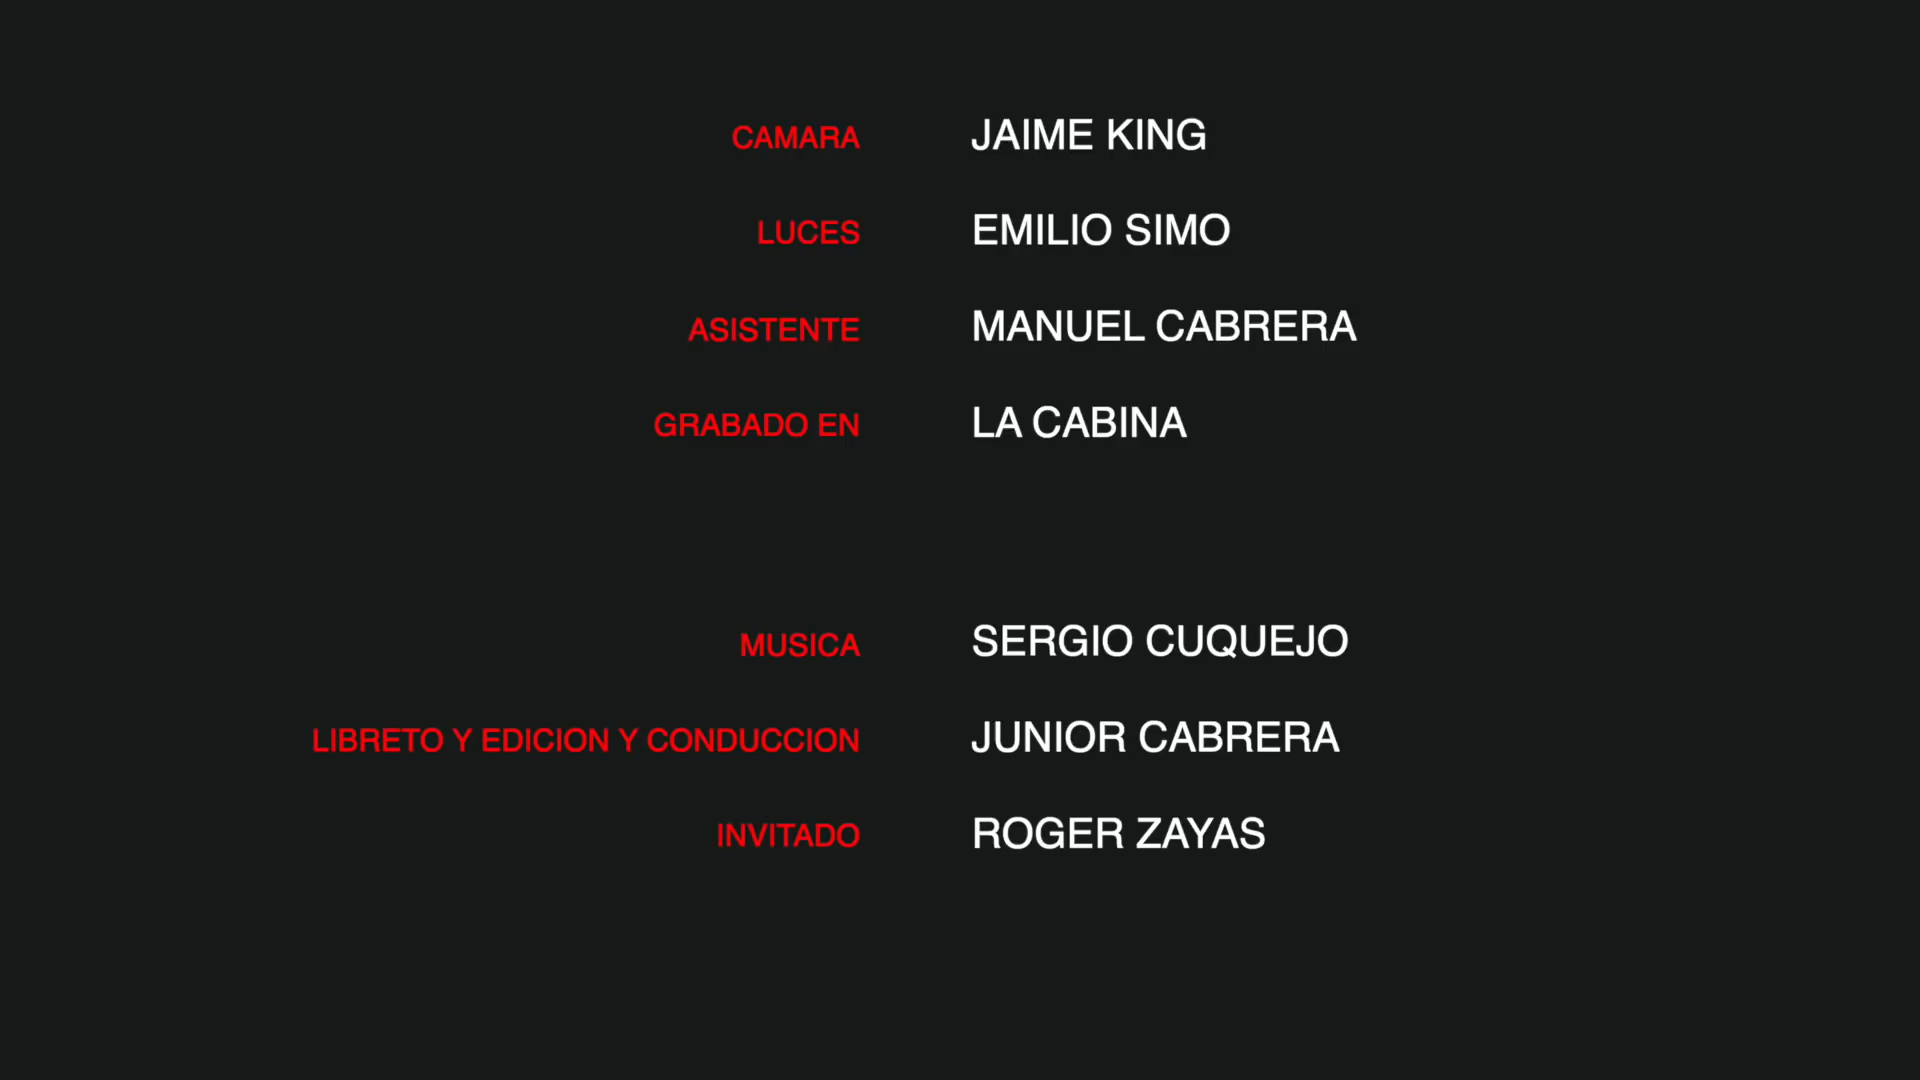 CAMARA JAIME KING
LUCES EMILIO SIMO
ASISTENTE MANUEL CABRERA
GRABADO EN LA CABINA
MUSICA SERGIO CUQUEJO
LIBRETO Y EDICION Y CONDUCCION JUNIOR CABRERA
INVITADO ROGER ZAYAS